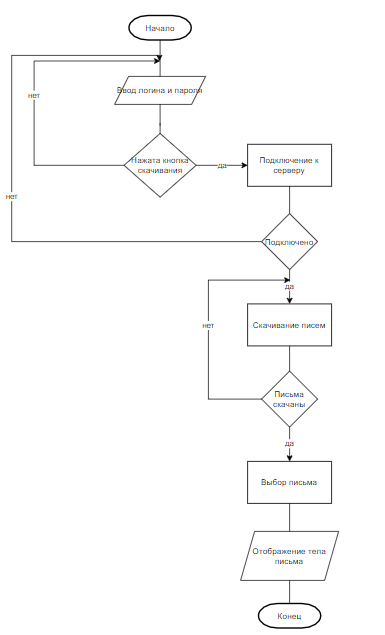 Начало
Ввод логина и пароля
нет
Нажата кнопка
скачивания
да
Подключение к
серверу
нет
Подключено
да
Скачивание писем
нет
Письма
скачаны
да
Выбор письма
Отображение тела
письма
Конец